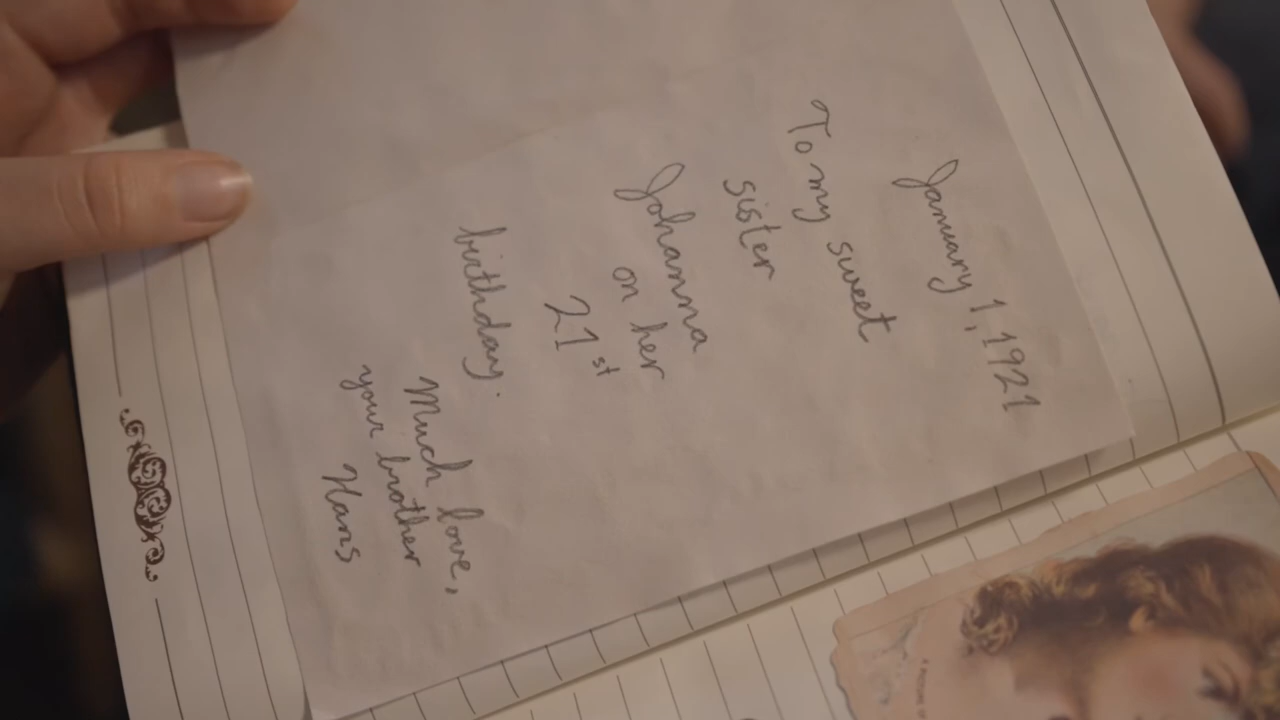 January 1, 1921
To my sweet
sister
Johanna
on her
21st
birthday.
Much love,
your brother
Hans